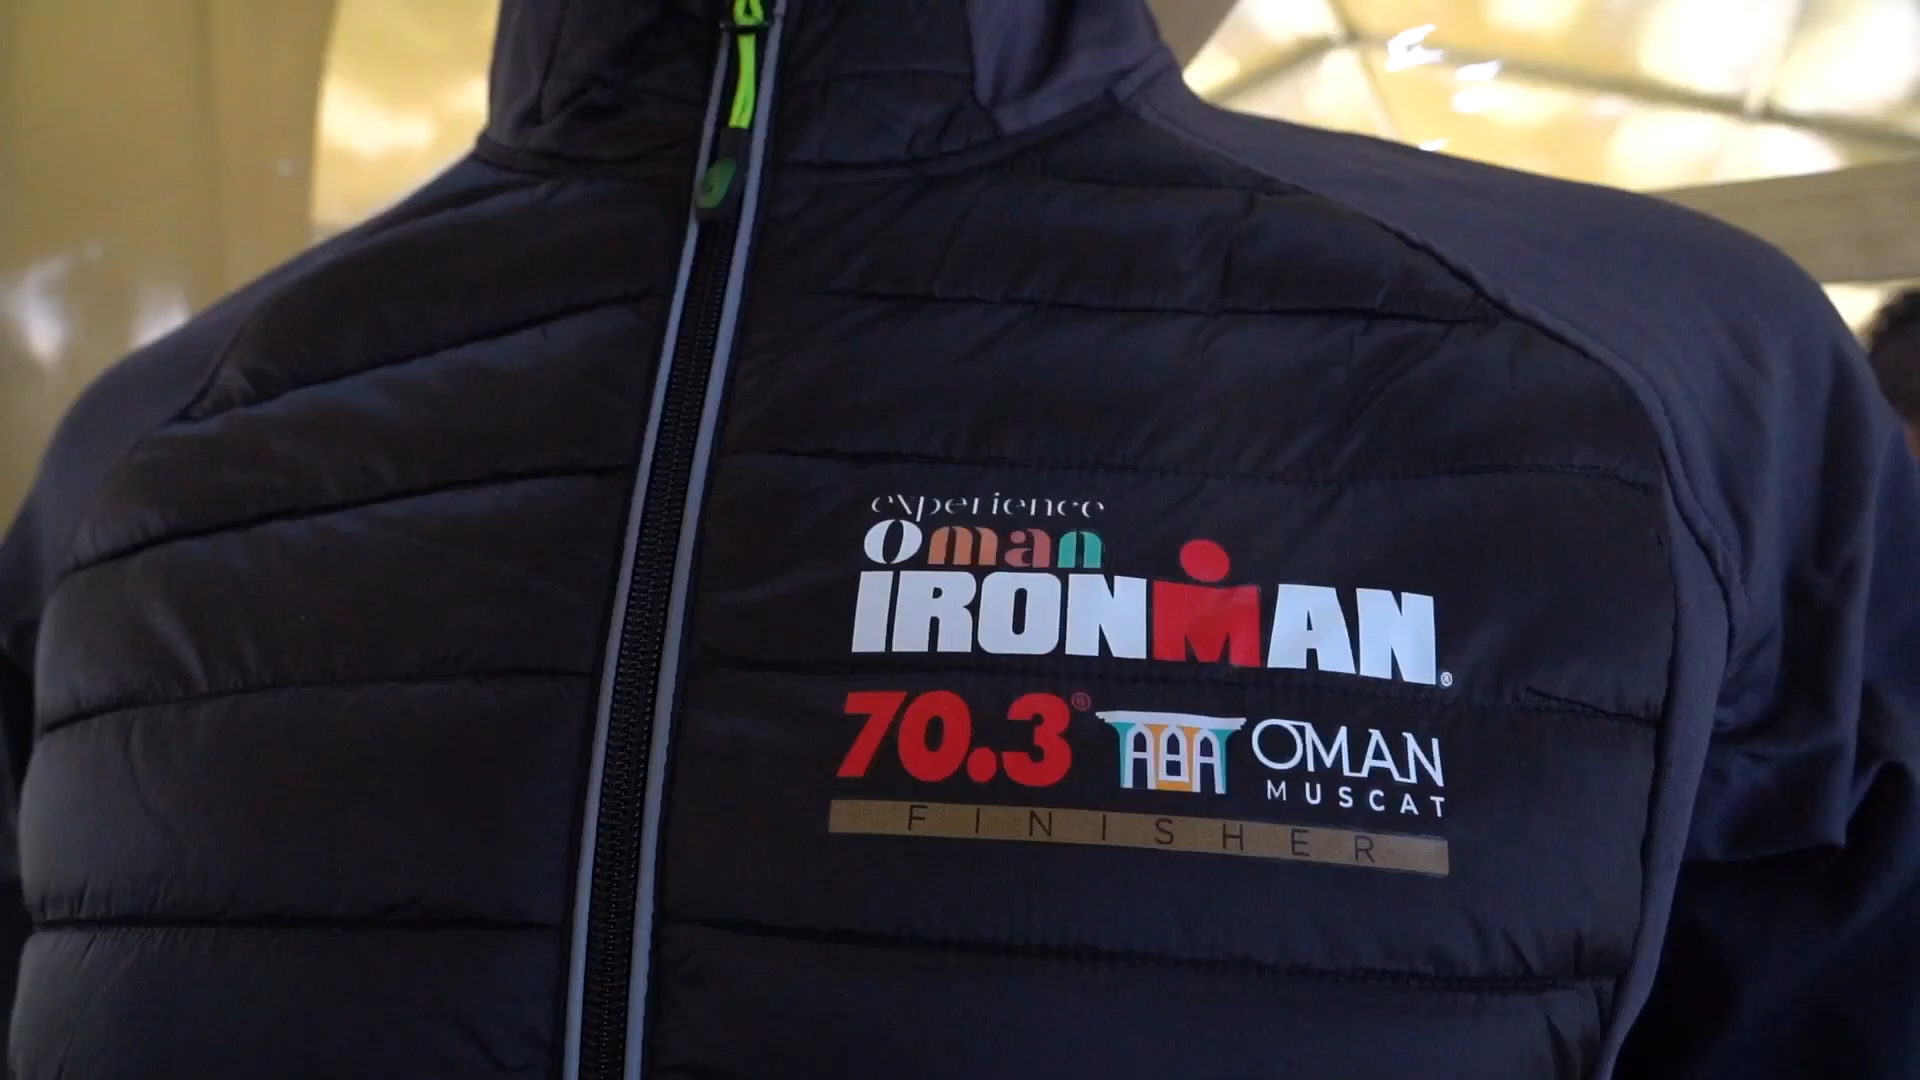 experience
oman
IRONMAN®
70.3® OMAN
MUSCAT
FINISHER